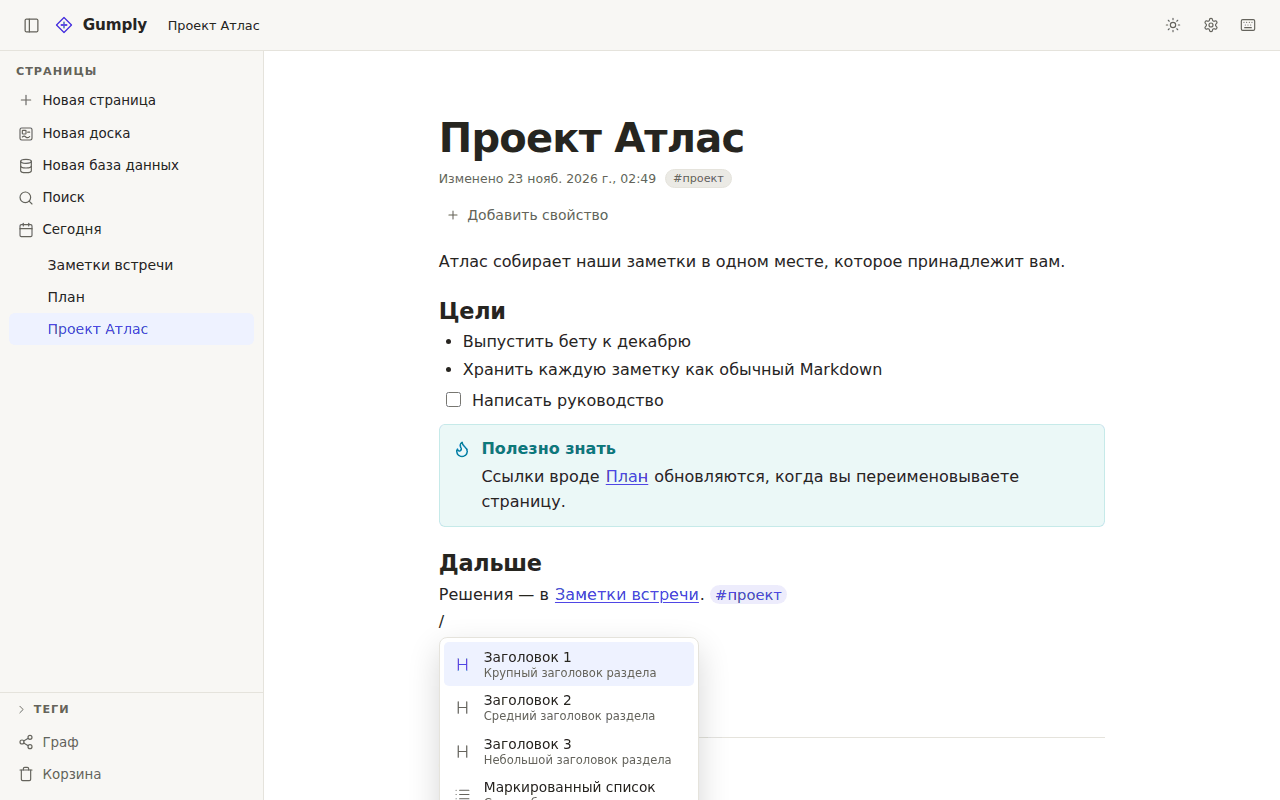 Gumply
Проект Атлас
СТРАНИЦЫ
Новая страница
Новая доска
Новая база данных
Поиск
Сегодня
Заметки встречи
План
Проект Атлас
ТЕГИ
Граф
Корзина
Проект Атлас
Изменено 23 нояб. 2026 г., 02:49 #проект
Добавить свойство
Атлас собирает наши заметки в одном месте, которое принадлежит вам.
Цели
• Выпустить бету к декабрю
• Хранить каждую заметку как обычный Markdown
Написать руководство
Полезно знать
Ссылки вроде План обновляются, когда вы переименовываете
страницу.
Дальше
Решения — в Заметки встречи. #проект
/
Заголовок 1
Крупный заголовок раздела
Заголовок 2
Средний заголовок раздела
Заголовок 3
Небольшой заголовок раздела
Маркированный список